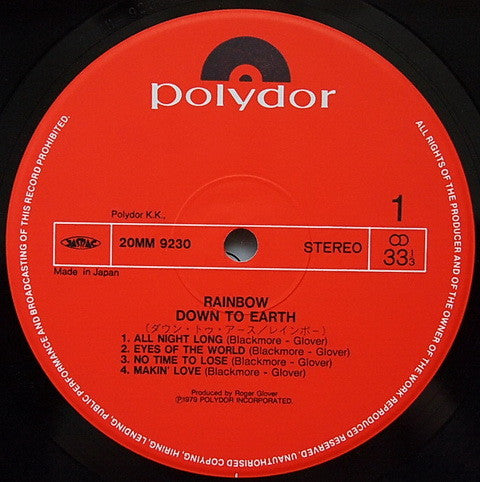 polydor
Polydor K.K.,
1
JASRAC
20MM 9230
STEREO
33 1/3
Made in Japan
RAINBOW
DOWN TO EARTH
(ダウン・トゥ・アース/レインボー)
1. ALL NIGHT LONG (Blackmore - Glover)
2. EYES OF THE WORLD (Blackmore - Glover)
3. NO TIME TO LOSE (Blackmore - Glover)
4. MAKIN' LOVE (Blackmore - Glover)
Produced by Roger Glover
Ⓟ1979 POLYDOR INCORPORATED.
ALL RIGHTS OF THE PRODUCER AND OF THE OWNER OF THE WORK REPRODUCED RESERVED. UNAUTHORISED COPYING, HIRING, LENDING, PUBLIC PERFORMANCE AND BROADCASTING OF THIS RECORD PROHIBITED.